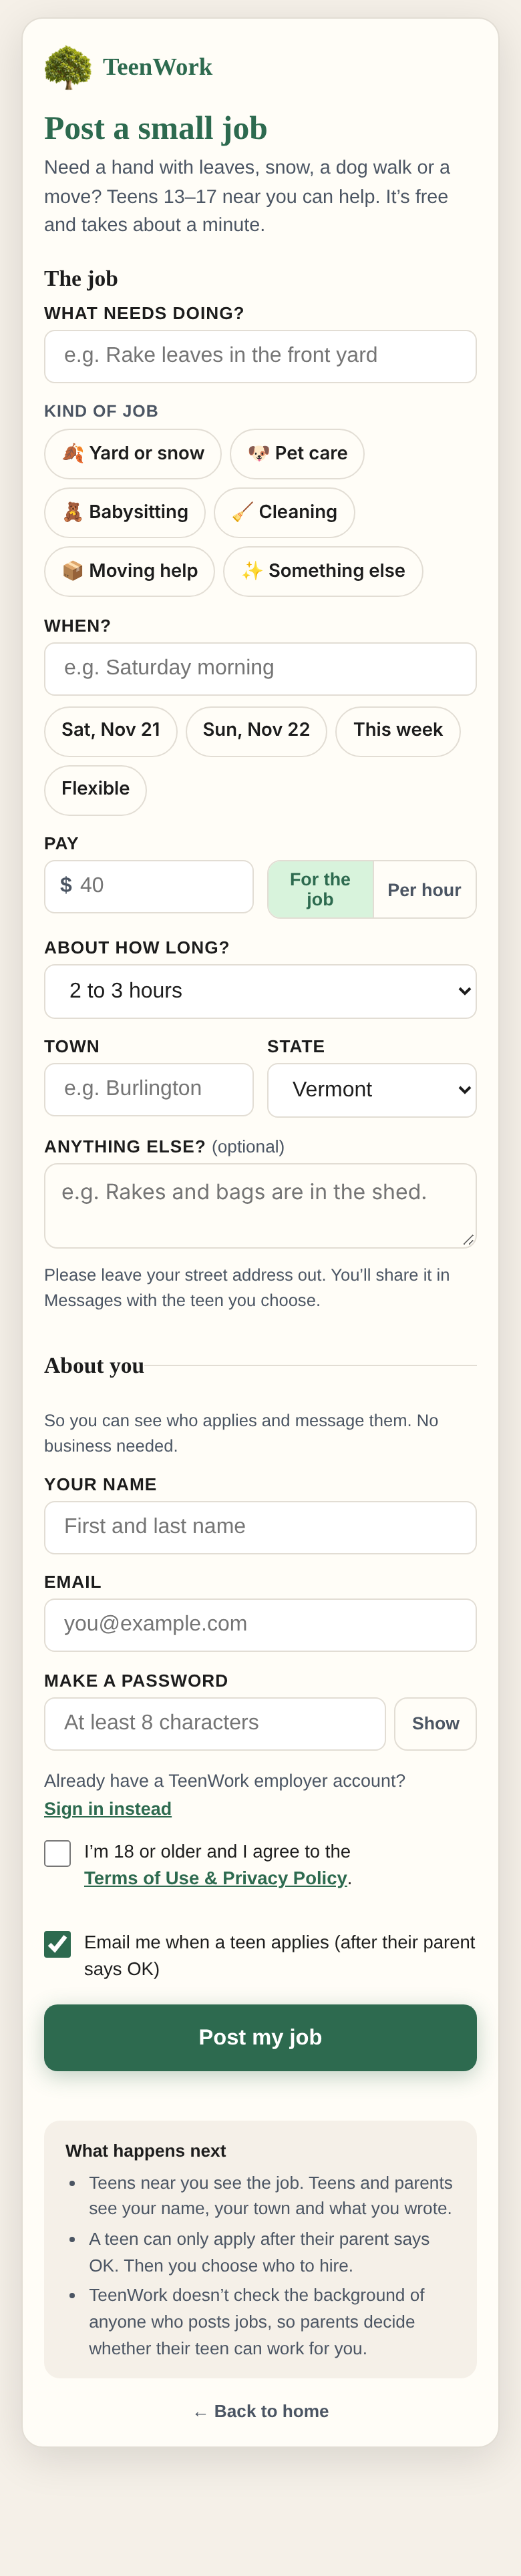 TeenWork
Post a small job
Need a hand with leaves, snow, a dog walk or a
move? Teens 13–17 near you can help. It’s free
and takes about a minute.
The job
WHAT NEEDS DOING?
e.g. Rake leaves in the front yard
KIND OF JOB
🍂 Yard or snow 🐶 Pet care
🧸 Babysitting 🧹 Cleaning
📦 Moving help ✨ Something else
WHEN?
e.g. Saturday morning
Sat, Nov 21 Sun, Nov 22 This week
Flexible
PAY
$ 40 For the job Per hour
ABOUT HOW LONG?
2 to 3 hours
TOWN STATE
e.g. Burlington Vermont
ANYTHING ELSE? (optional)
e.g. Rakes and bags are in the shed.
Please leave your street address out. You’ll share it in
Messages with the teen you choose.
About you
So you can see who applies and message them. No
business needed.
YOUR NAME
First and last name
EMAIL
you@example.com
MAKE A PASSWORD
At least 8 characters Show
Already have a TeenWork employer account?
Sign in instead
I’m 18 or older and I agree to the
Terms of Use & Privacy Policy.
Email me when a teen applies (after their parent
says OK)
Post my job
What happens next
• Teens near you see the job. Teens and parents
see your name, your town and what you wrote.
• A teen can only apply after their parent says
OK. Then you choose who to hire.
• TeenWork doesn’t check the background of
anyone who posts jobs, so parents decide
whether their teen can work for you.
← Back to home